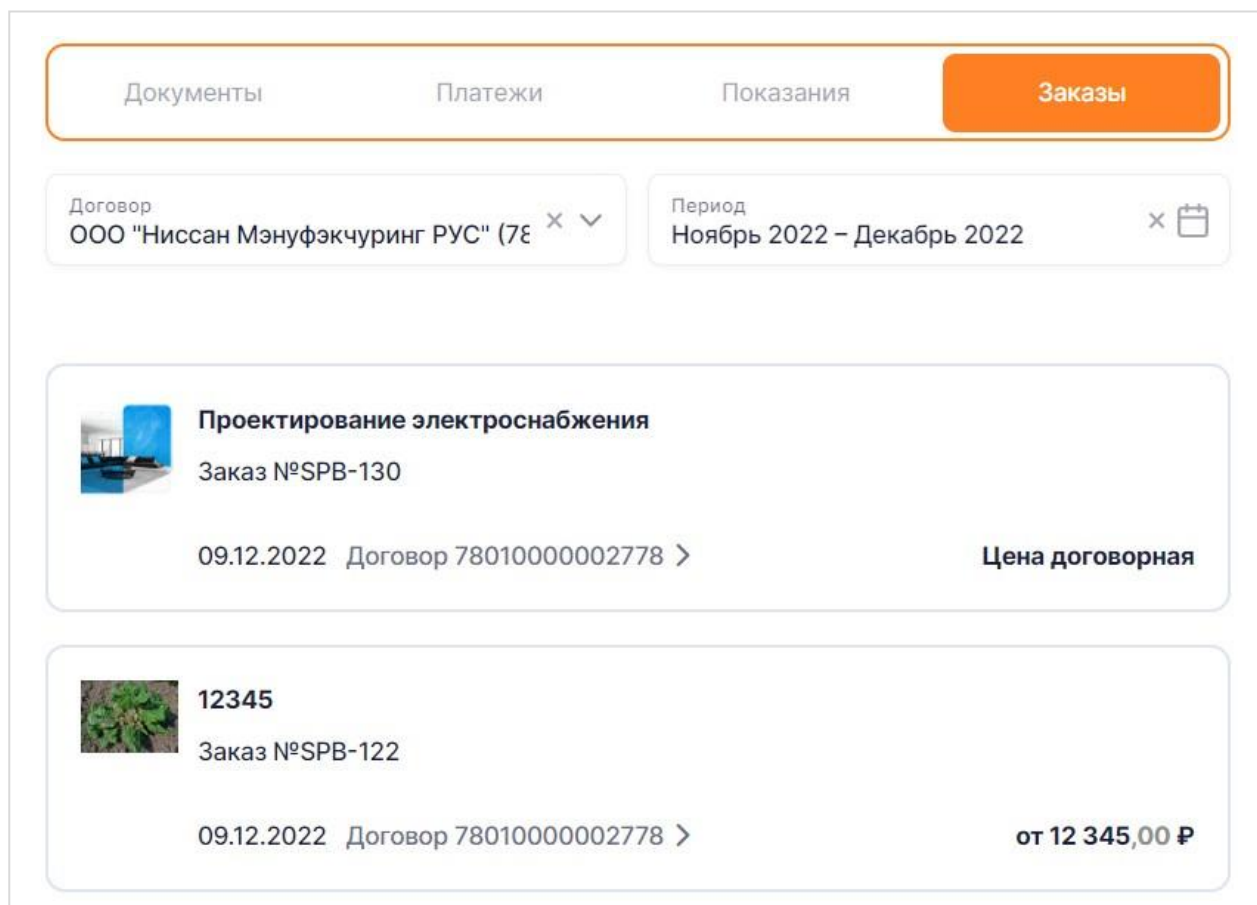 Документы Платежи Показания Заказы
Договор
ООО "Ниссан Мэнуфэкчуринг РУС" (78
Период
Ноябрь 2022 – Декабрь 2022
Проектирование электроснабжения
Заказ №SPB-130
09.12.2022 Договор 78010000002778 Цена договорная
12345
Заказ №SPB-122
09.12.2022 Договор 78010000002778 от 12 345,00 ₽